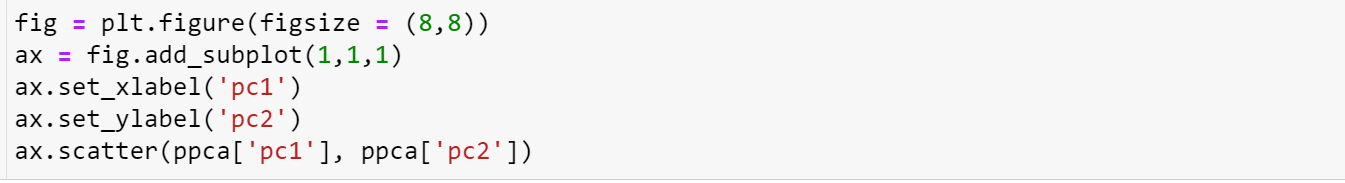 fig = plt.figure(figsize = (8,8))
ax = fig.add_subplot(1,1,1)
ax.set_xlabel('pc1')
ax.set_ylabel('pc2')
ax.scatter(ppca['pc1'], ppca['pc2'])